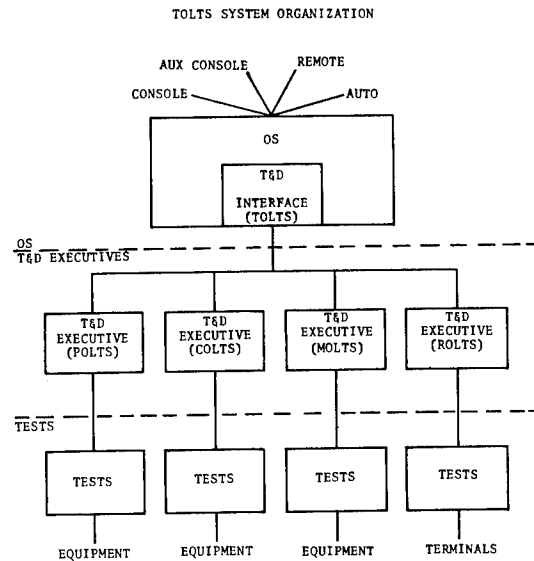 TOLTS SYSTEM ORGANIZATION
AUX CONSOLE
REMOTE
CONSOLE
AUTO
OS
T&D
INTERFACE
(TOLTS)
OS
T&D EXECUTIVES
T&D
EXECUTIVE
(POLTS)
T&D
EXECUTIVE
(COLTS)
T&D
EXECUTIVE
(MOLTS)
T&D
EXECUTIVE
(ROLTS)
TESTS
TESTS
TESTS
TESTS
TESTS
EQUIPMENT
EQUIPMENT
EQUIPMENT
TERMINALS